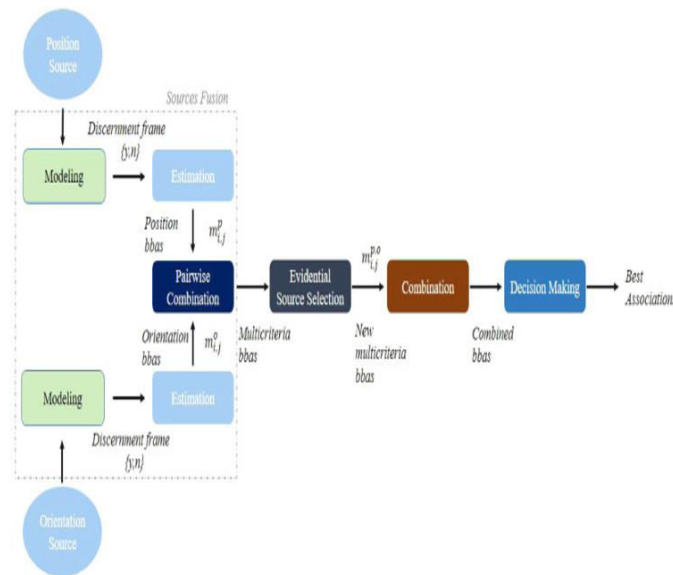 Position
Source
Sources Fusion
Discernment frame
{y;n}
Modeling
Estimation
Position
bbas
m^p_{i,j}
m^{p,o}_{i,j}
Pairwise
Combination
Evidential
Source Selection
Combination
Decision Making
Best
Association
Orientation
bbas
m^o_{i,j}
Multicriteria
bbas
New
multicriteria
bbas
Combined
bbas
Modeling
Estimation
Discernment frame
{y;n}
Orientation
Source